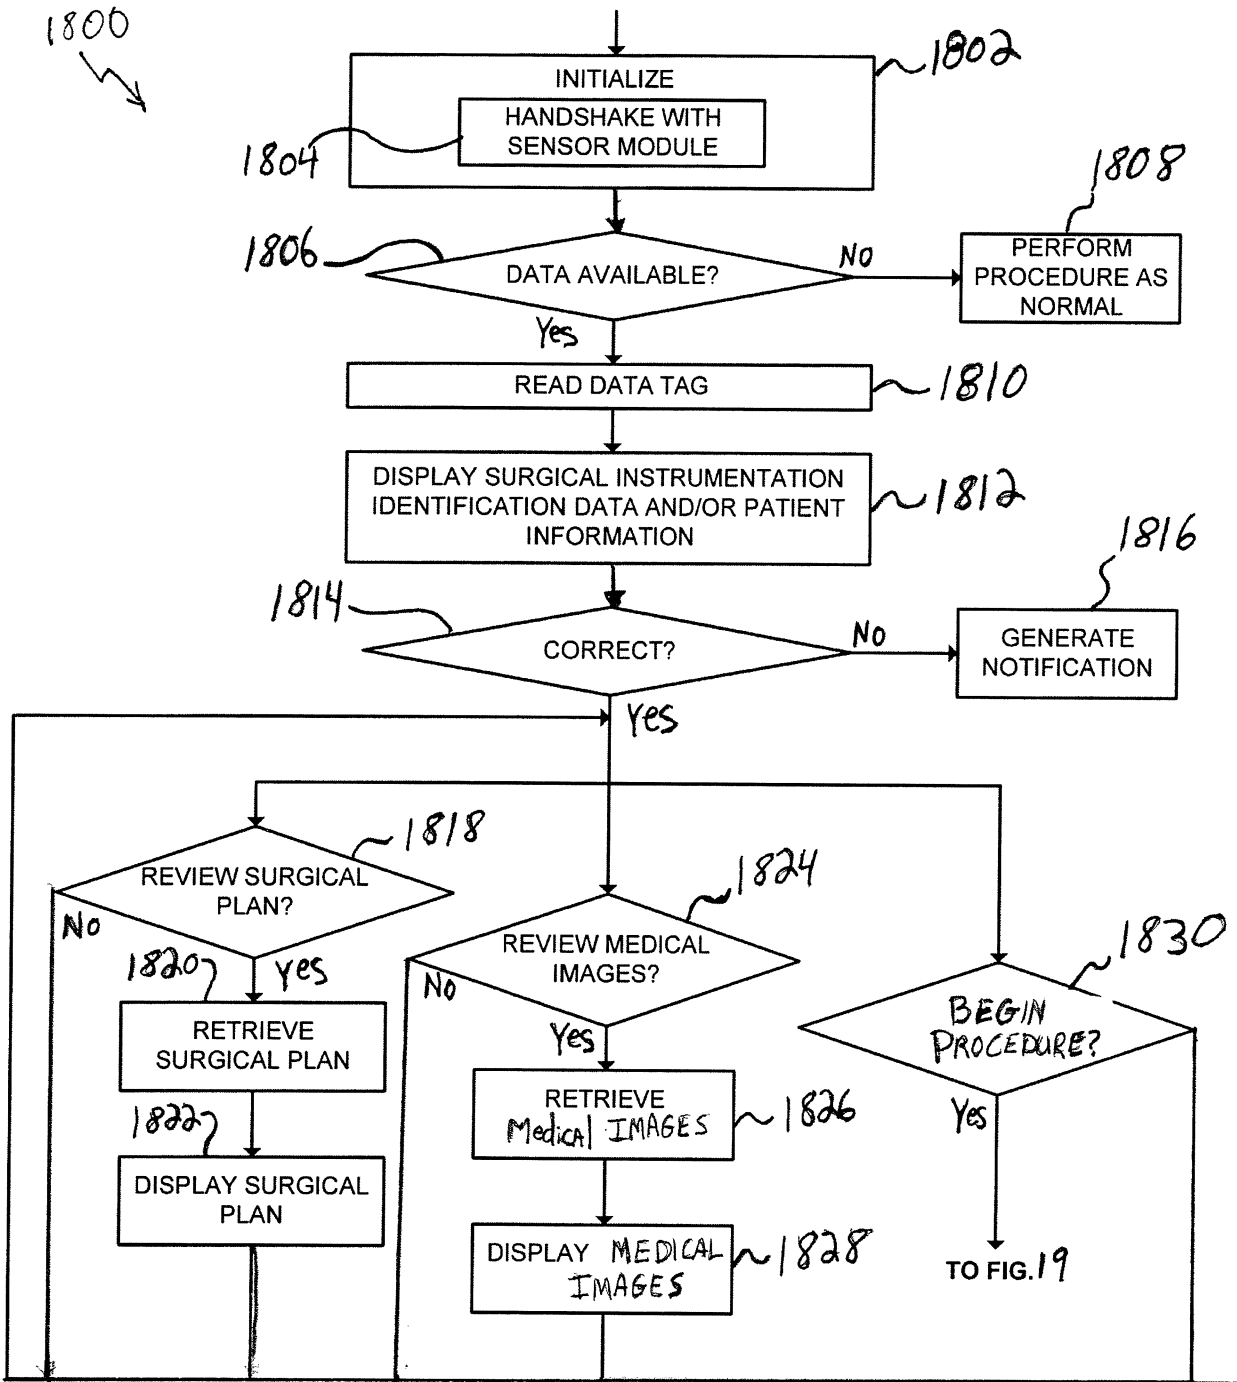 1800
1802
INITIALIZE
HANDSHAKE WITH
SENSOR MODULE
1804
1808
1806
DATA AVAILABLE?
NO
PERFORM
PROCEDURE AS
NORMAL
Yes
READ DATA TAG
1810
DISPLAY SURGICAL INSTRUMENTATION
IDENTIFICATION DATA AND/OR PATIENT
INFORMATION
1812
1816
1814
CORRECT?
NO
GENERATE
NOTIFICATION
Yes
1818
REVIEW SURGICAL
PLAN?
No
1820
Yes
RETRIEVE
SURGICAL PLAN
1822
DISPLAY SURGICAL
PLAN
1824
REVIEW MEDICAL
IMAGES?
No
Yes
RETRIEVE
Medical IMAGES
1826
DISPLAY MEDICAL
IMAGES
1828
1830
BEGIN
PROCEDURE?
Yes
TO FIG.19